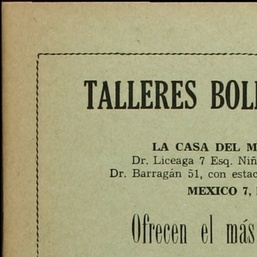 TALLERES BOL
LA CASA DEL M
Dr. Liceaga 7 Esq. Niñ
Dr. Barragán 51, con estac
MEXICO 7,
Ofrecen el más